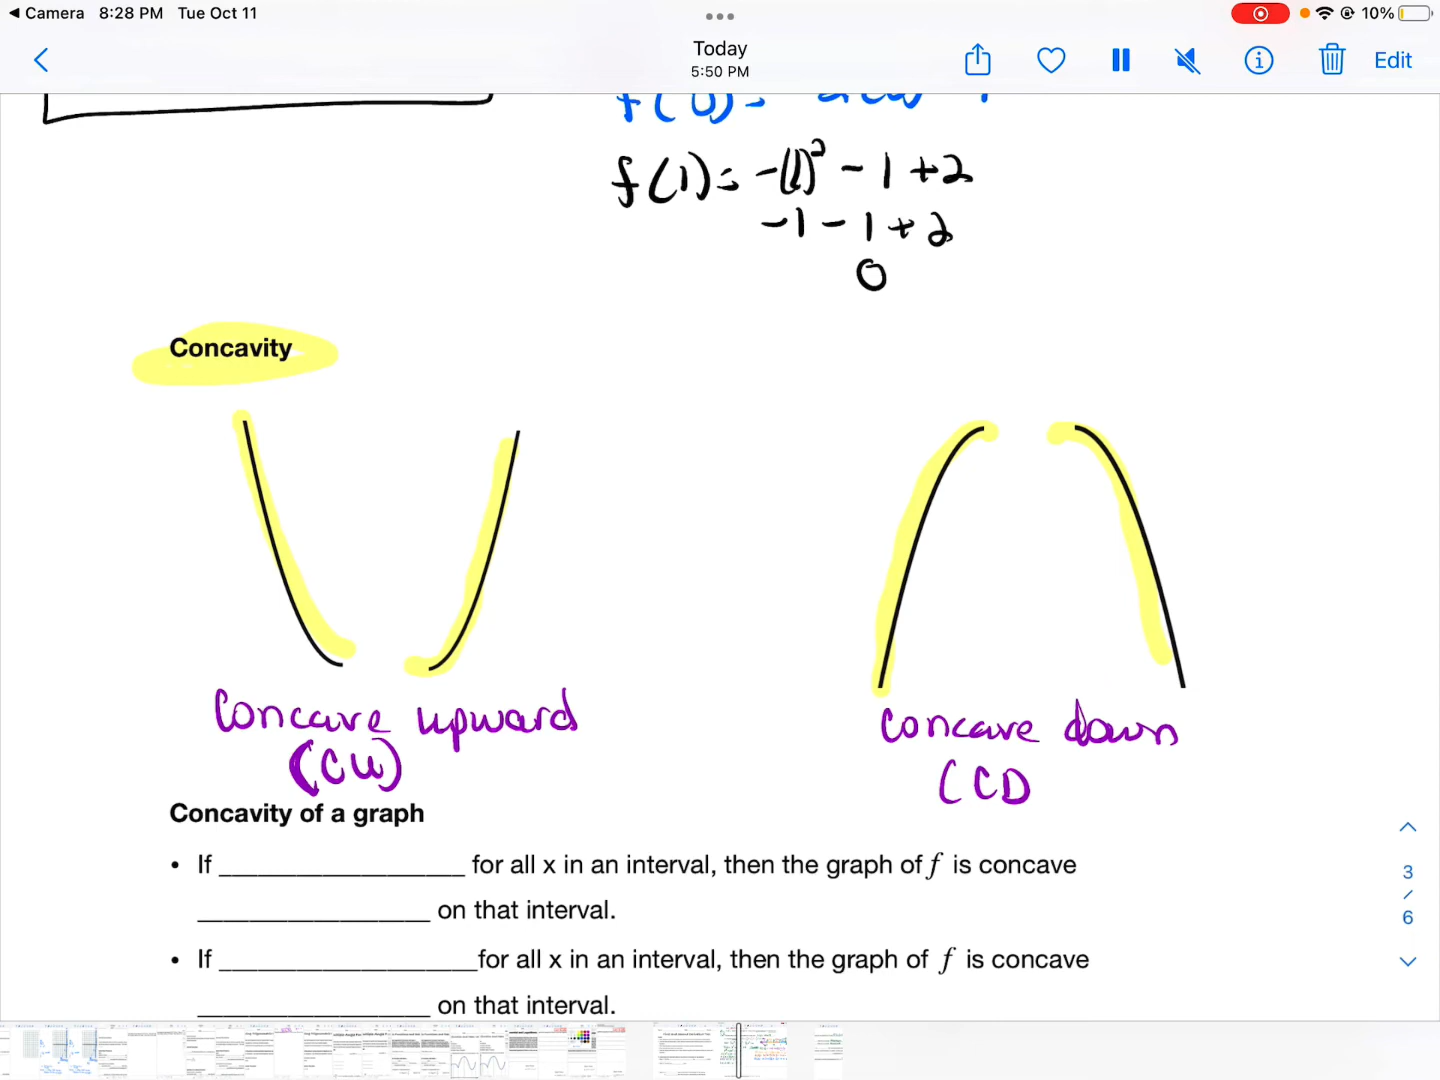 Camera 8:28 PM Tue Oct 11
10%
Today
5:50 PM
Edit
f(1) = -(1)² - 1 + 2
-1 - 1 + 2
0
Concavity
Concave upward
(CU)
concave down
(CD
Concavity of a graph
• If ________________ for all x in an interval, then the graph of f is concave
________________ on that interval.
• If ________________ for all x in an interval, then the graph of f is concave
________________ on that interval.
3
/
6